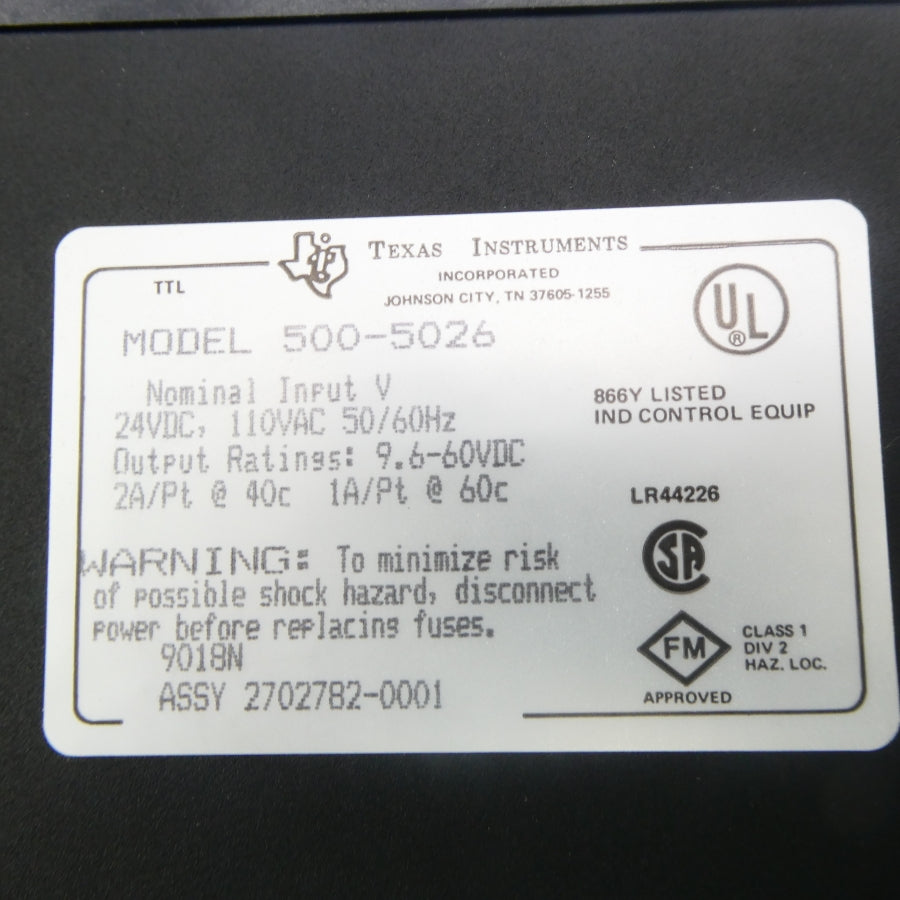 TTL
TEXAS INSTRUMENTS
INCORPORATED
JOHNSON CITY, TN 37605-1255
UL®
MODEL 500-5026
Nominal Input V
24VDC, 110VAC 50/60Hz
Output Ratings: 9.6-60VDC
2A/Pt @ 40c 1A/Pt @ 60c
866Y LISTED
IND CONTROL EQUIP
LR44226
SA
WARNING: To minimize risk
of possible shock hazard, disconnect
power before replacing fuses.
9018N
ASSY 2702782-0001
FM
APPROVED
CLASS 1
DIV 2
HAZ. LOC.